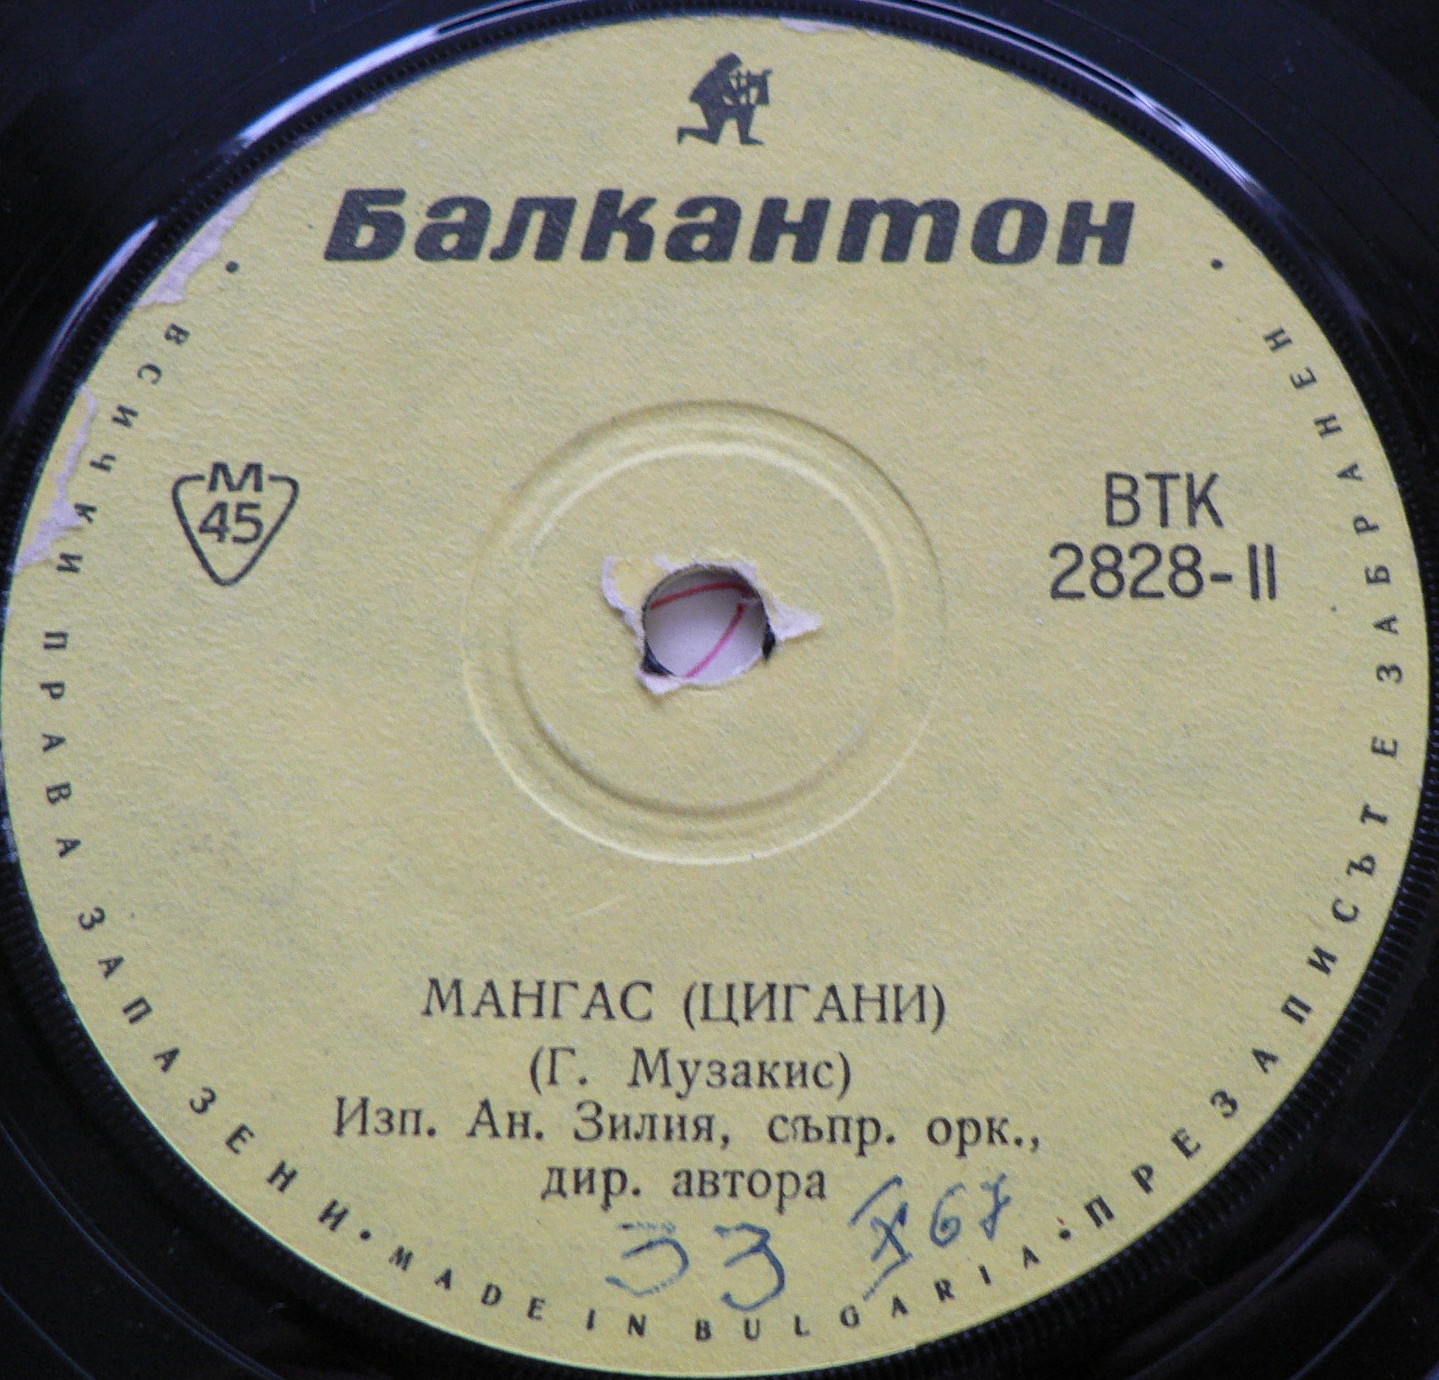 Балкантон
М
45
ВТК
2828-II
МАНГАС (ЦИГАНИ)
(Г. Музакис)
Изп. Ан. Зилия, съпр. орк.,
дир. автора
33 X 67
ВСИЧКИ ПРАВА ЗАПАЗЕНИ · MADE IN BULGARIA · ПРЕЗАПИСЪТ Е ЗАБРАНЕН